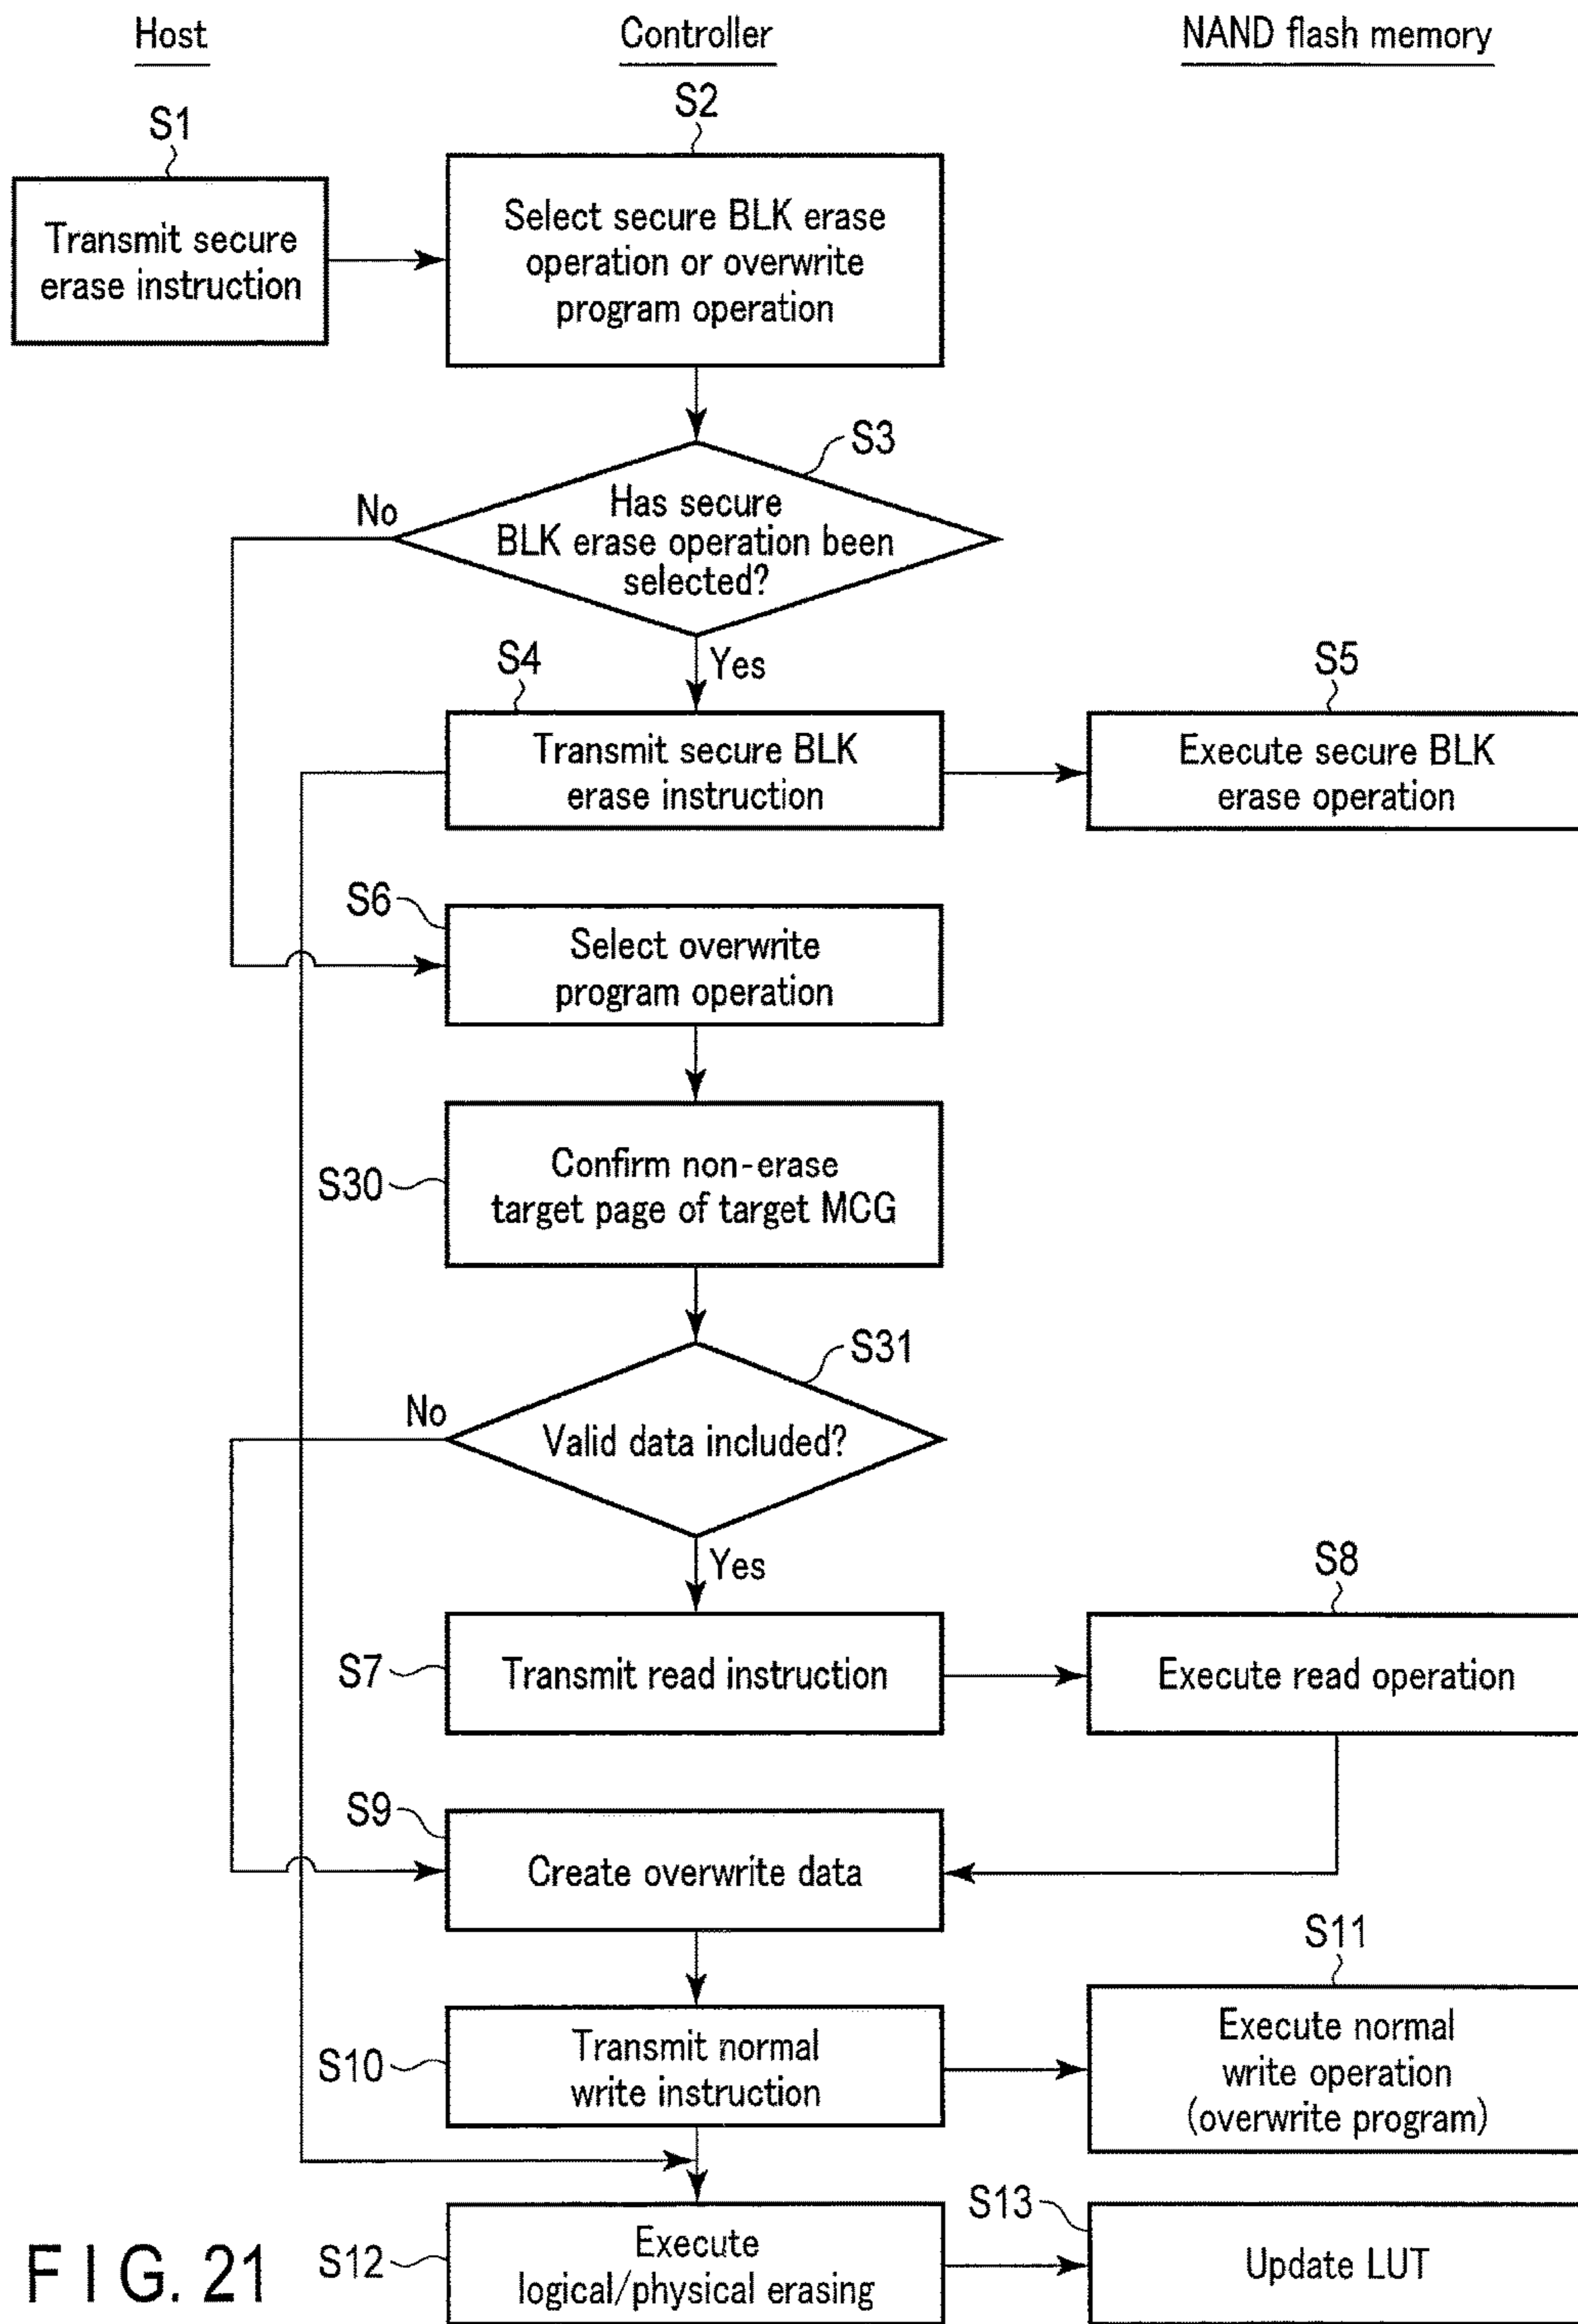 Host
Controller
NAND flash memory
S1
S2
Transmit secure
erase instruction
Select secure BLK erase
operation or overwrite
program operation
S3
No
Has secure
BLK erase operation been
selected?
Yes
S4
S5
Transmit secure BLK
erase instruction
Execute secure BLK
erase operation
S6
Select overwrite
program operation
S30
Confirm non-erase
target page of target MCG
S31
No
Valid data included?
Yes
S8
S7
Transmit read instruction
Execute read operation
S9
Create overwrite data
S11
S10
Transmit normal
write instruction
Execute normal
write operation
(overwrite program)
S13
S12
Execute
logical/physical erasing
Update LUT
FIG. 21